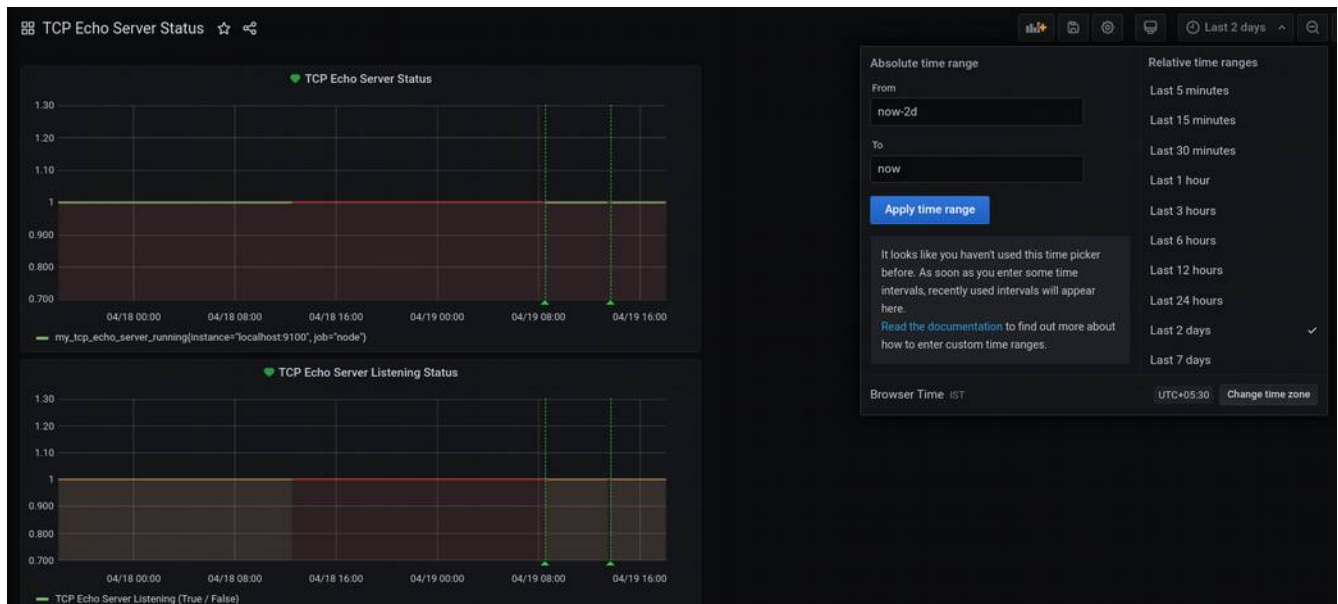 TCP Echo Server Status
Last 2 days
TCP Echo Server Status
1.30
1.20
1.10
1
0.900
0.800
0.700
04/18 00:00 04/18 08:00 04/18 16:00 04/19 00:00 04/19 08:00 04/19 16:00
my_tcp_echo_server_running{instance="localhost:9100", job="node"}
TCP Echo Server Listening Status
1.30
1.20
1.10
1
0.900
0.800
0.700
04/18 00:00 04/18 08:00 04/18 16:00 04/19 00:00 04/19 08:00 04/19 16:00
TCP Echo Server Listening (True / False)
Absolute time range
From
now-2d
To
now
Apply time range
It looks like you haven't used this time picker
before. As soon as you enter some time
intervals, recently used intervals will appear
here.
Read the documentation to find out more about
how to enter custom time ranges.
Relative time ranges
Last 5 minutes
Last 15 minutes
Last 30 minutes
Last 1 hour
Last 3 hours
Last 6 hours
Last 12 hours
Last 24 hours
Last 2 days
Last 7 days
Browser Time IST
UTC+05:30 Change time zone